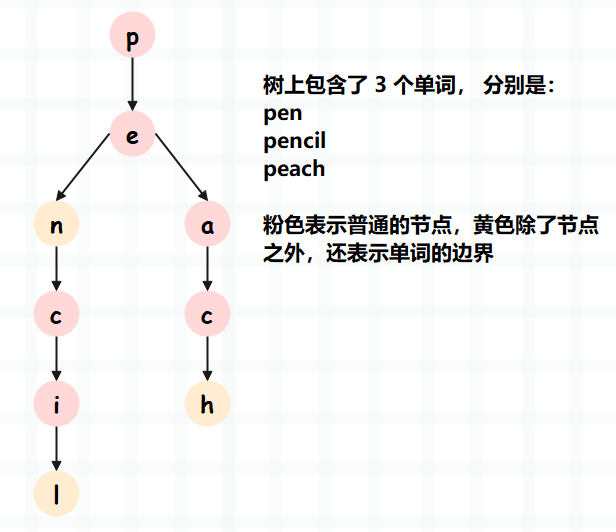 p
e
n
a
c
c
i
h
l
树上包含了 3 个单词， 分别是：
pen
pencil
peach
粉色表示普通的节点，黄色除了节点
之外，还表示单词的边界